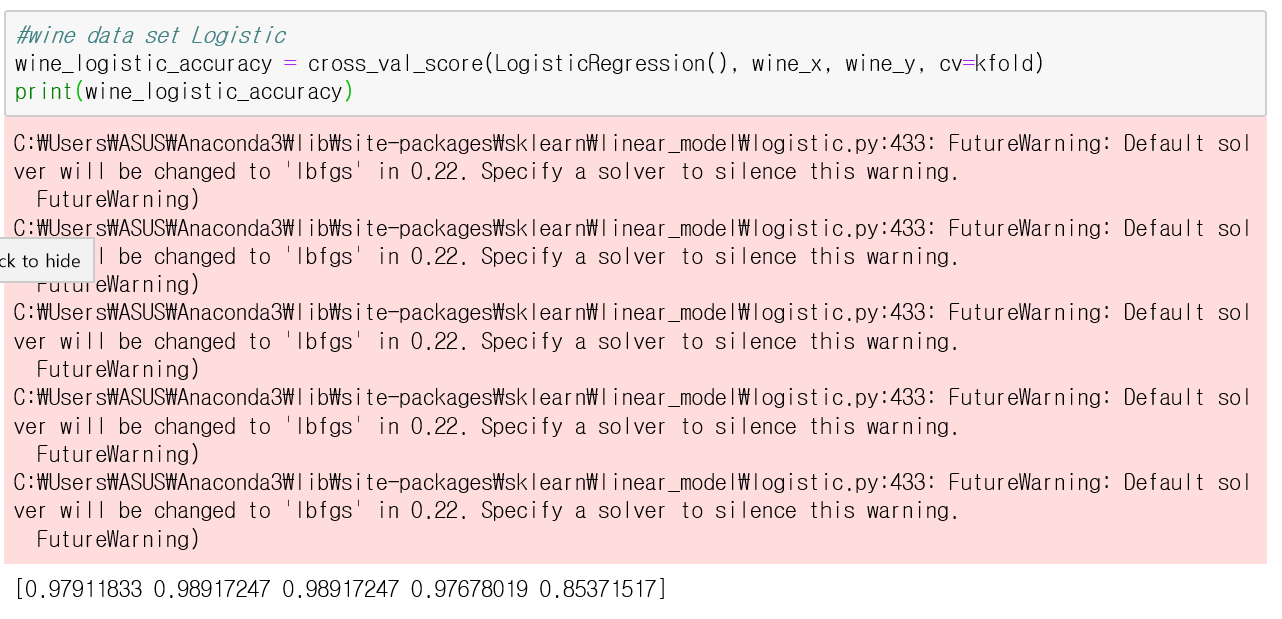 #wine data set Logistic
wine_logistic_accuracy = cross_val_score(LogisticRegression(), wine_x, wine_y, cv=kfold)
print(wine_logistic_accuracy)
C:₩Users₩ASUS₩Anaconda3₩lib₩site-packages₩sklearn₩linear_model₩logistic.py:433: FutureWarning: Default sol
ver will be changed to 'lbfgs' in 0.22. Specify a solver to silence this warning.
FutureWarning)
C:₩Users₩ASUS₩Anaconda3₩lib₩site-packages₩sklearn₩linear_model₩logistic.py:433: FutureWarning: Default sol
ck to hide
l be changed to 'lbfgs' in 0.22. Specify a solver to silence this warning.
FutureWarning)
C:₩Users₩ASUS₩Anaconda3₩lib₩site-packages₩sklearn₩linear_model₩logistic.py:433: FutureWarning: Default sol
ver will be changed to 'lbfgs' in 0.22. Specify a solver to silence this warning.
FutureWarning)
C:₩Users₩ASUS₩Anaconda3₩lib₩site-packages₩sklearn₩linear_model₩logistic.py:433: FutureWarning: Default sol
ver will be changed to 'lbfgs' in 0.22. Specify a solver to silence this warning.
FutureWarning)
C:₩Users₩ASUS₩Anaconda3₩lib₩site-packages₩sklearn₩linear_model₩logistic.py:433: FutureWarning: Default sol
ver will be changed to 'lbfgs' in 0.22. Specify a solver to silence this warning.
FutureWarning)
[0.97911833 0.98917247 0.98917247 0.97678019 0.85371517]